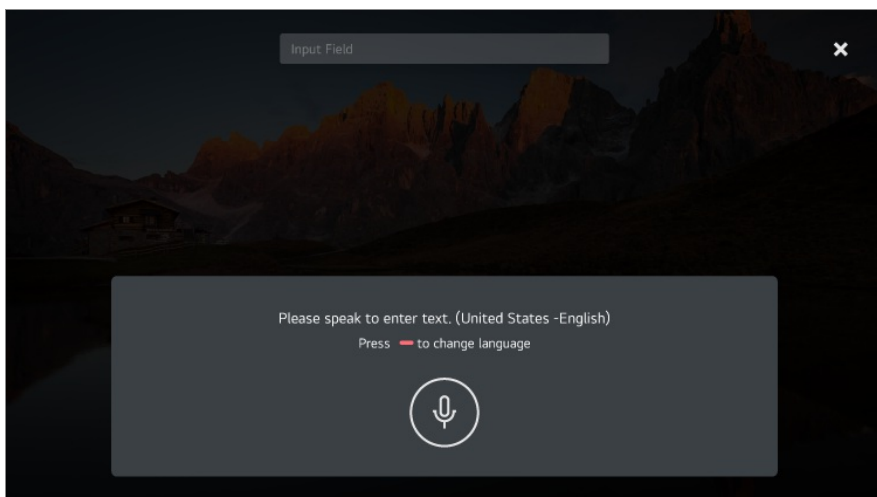 Input Field
Please speak to enter text. (United States -English)
Press to change language